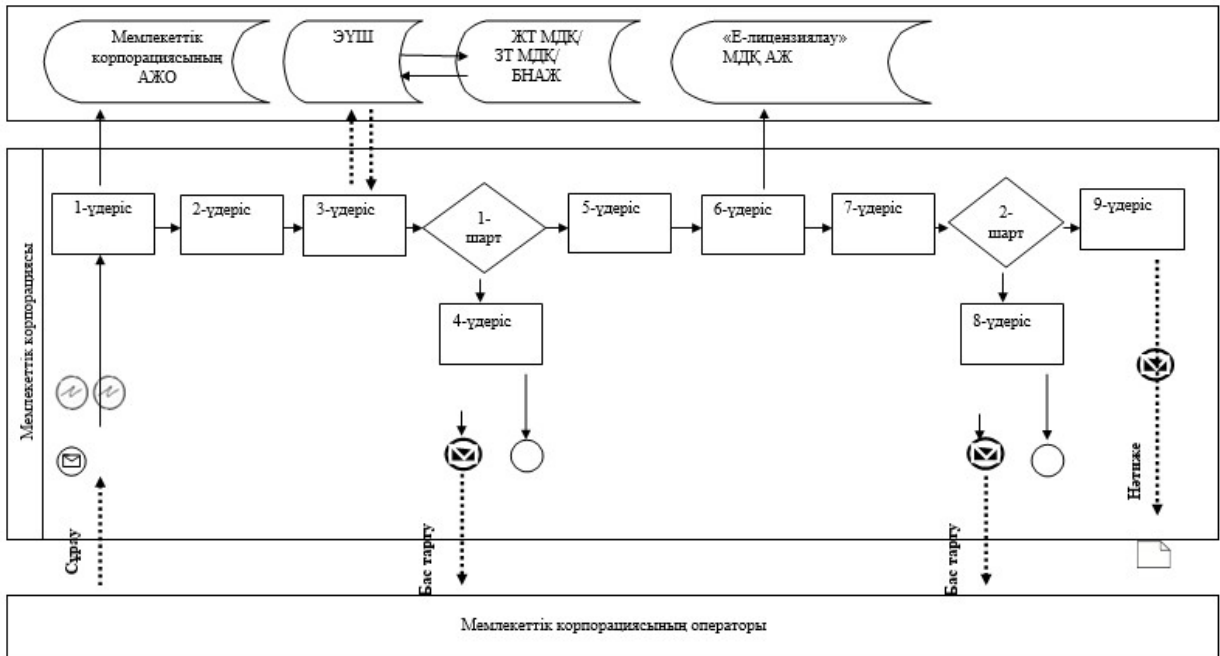 Мемлекеттік
корпорациясының
АЖО
ЭҮШ
ЖТ МДҚ/
ЗТ МДҚ/
БНАЖ
«Е-лицензиялау»
МДҚ АЖ
Мемлекеттік корпорациясы
1-үдеріс
2-үдеріс
3-үдеріс
1-
шарт
5-үдеріс
6-үдеріс
7-үдеріс
2-
шарт
9-үдеріс
4-үдеріс
8-үдеріс
Сұрау
Бас тарту
Бас тарту
Нәтиже
Мемлекеттік корпорациясының операторы